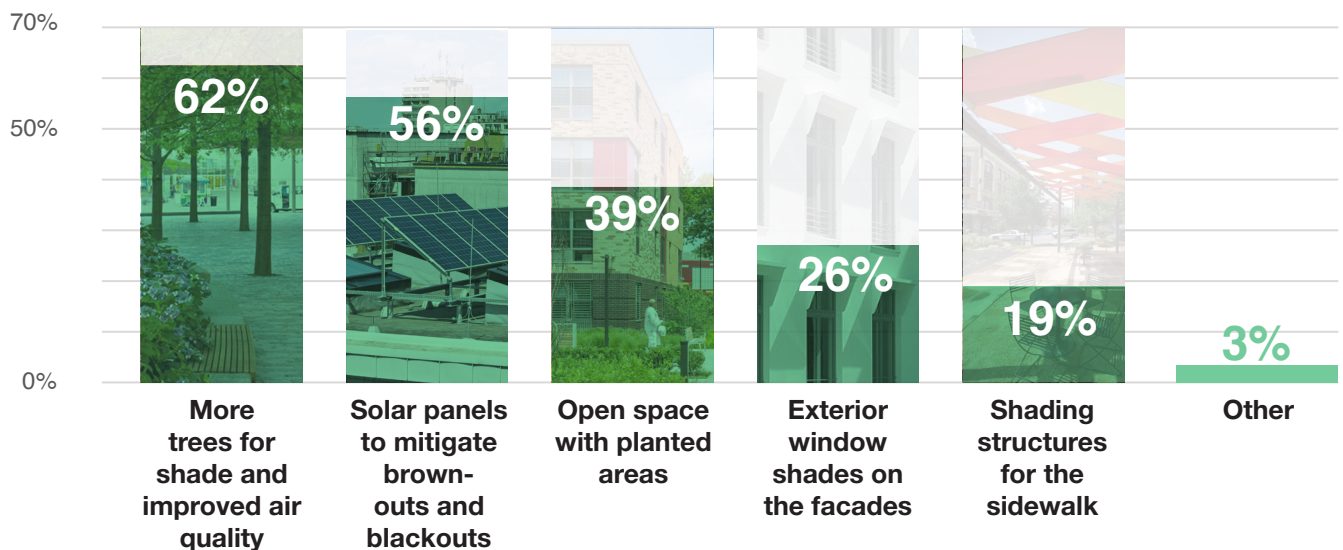 70%
50%
0%
62%
56%
39%
26%
19%
3%
More
trees for
shade and
improved air
quality
Solar panels
to mitigate
brown-
outs and
blackouts
Open space
with planted
areas
Exterior
window
shades on
the facades
Shading
structures
for the
sidewalk
Other